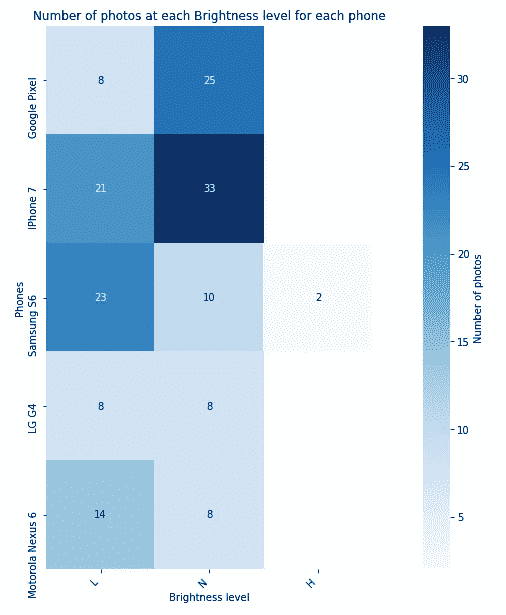 Number of photos at each Brightness level for each phone
Google Pixel
8
25
IPhone 7
21
33
Phones
Samsung S6
23
10
2
LG G4
8
8
Motorola Nexus 6
14
8
L
N
H
Brightness level
30
25
20
15
10
5
Number of photos